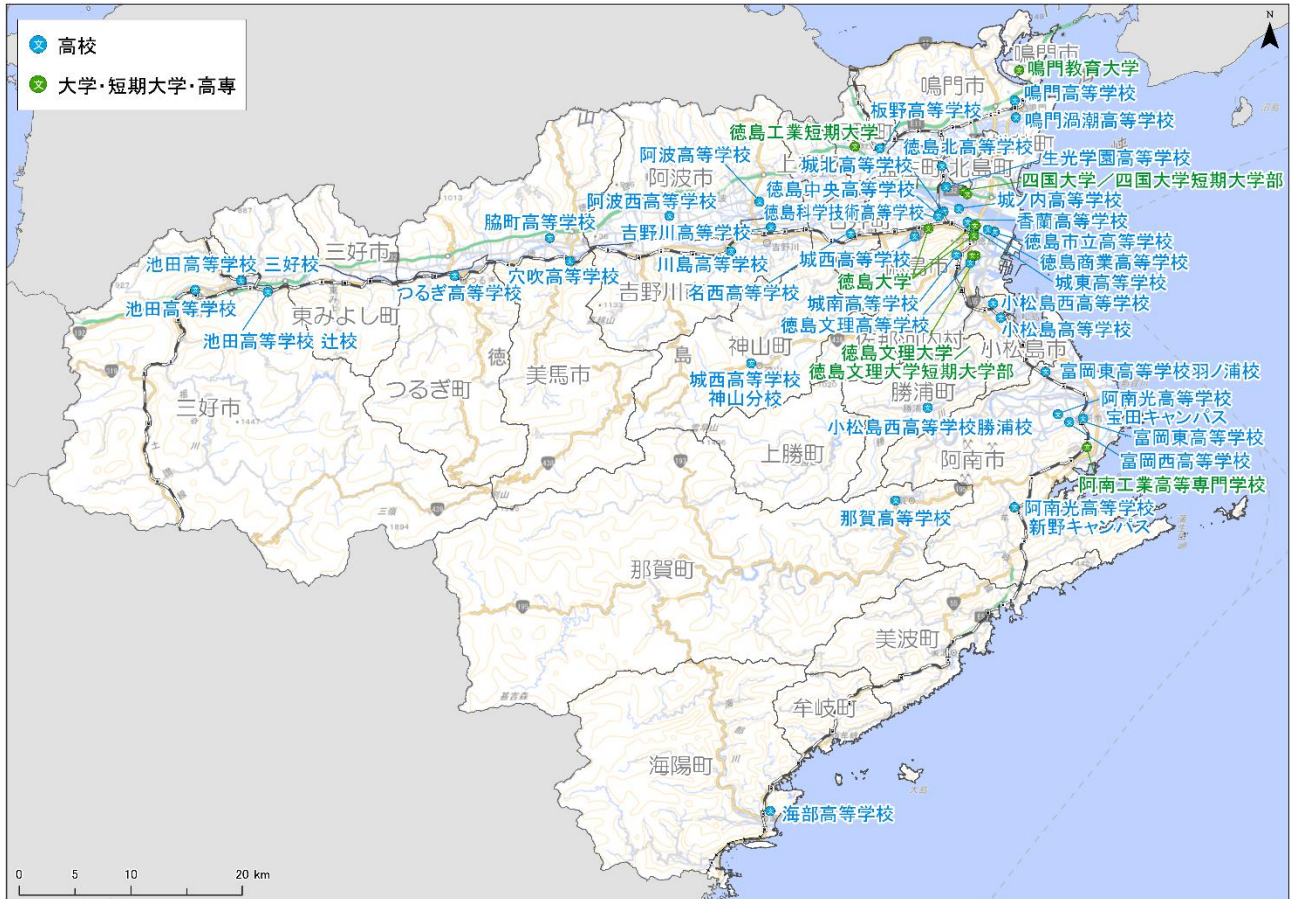 高校
大学・短期大学・高専
N
鳴門市
鳴門教育大学
鳴門市
鳴門高等学校
板野高等学校
鳴門渦潮高等学校
徳島工業短期大学
徳島北高等学校
阿波高等学校
城北高等学校
北島町
生光学園高等学校
阿波市
徳島中央高等学校
四国大学/四国大学短期大学部
阿波西高等学校
徳島科学技術高等学校
城ノ内高等学校
脇町高等学校
吉野川高等学校
香蘭高等学校
徳島市立高等学校
三好市
池田高等学校 三好校
穴吹高等学校
川島高等学校
城西高等学校
徳島商業高等学校
つるぎ高等学校
徳島大学
城東高等学校
池田高等学校
名西高等学校
城南高等学校
小松島西高等学校
東みよし町
徳島文理高等学校
小松島高等学校
池田高等学校 辻校
神山町
佐那河内村
小松島市
徳島文理大学/
徳島文理大学短期大学部
富岡東高等学校羽ノ浦校
つるぎ町
美馬市
城西高等学校
神山分校
勝浦町
三好市
阿南光高等学校
宝田キャンパス
小松島西高等学校勝浦校
富岡東高等学校
上勝町
阿南市
富岡西高等学校
阿南工業高等専門学校
那賀高等学校
阿南光高等学校
新野キャンパス
那賀町
美波町
牟岐町
海陽町
大島
海部高等学校
0 5 10 20 km